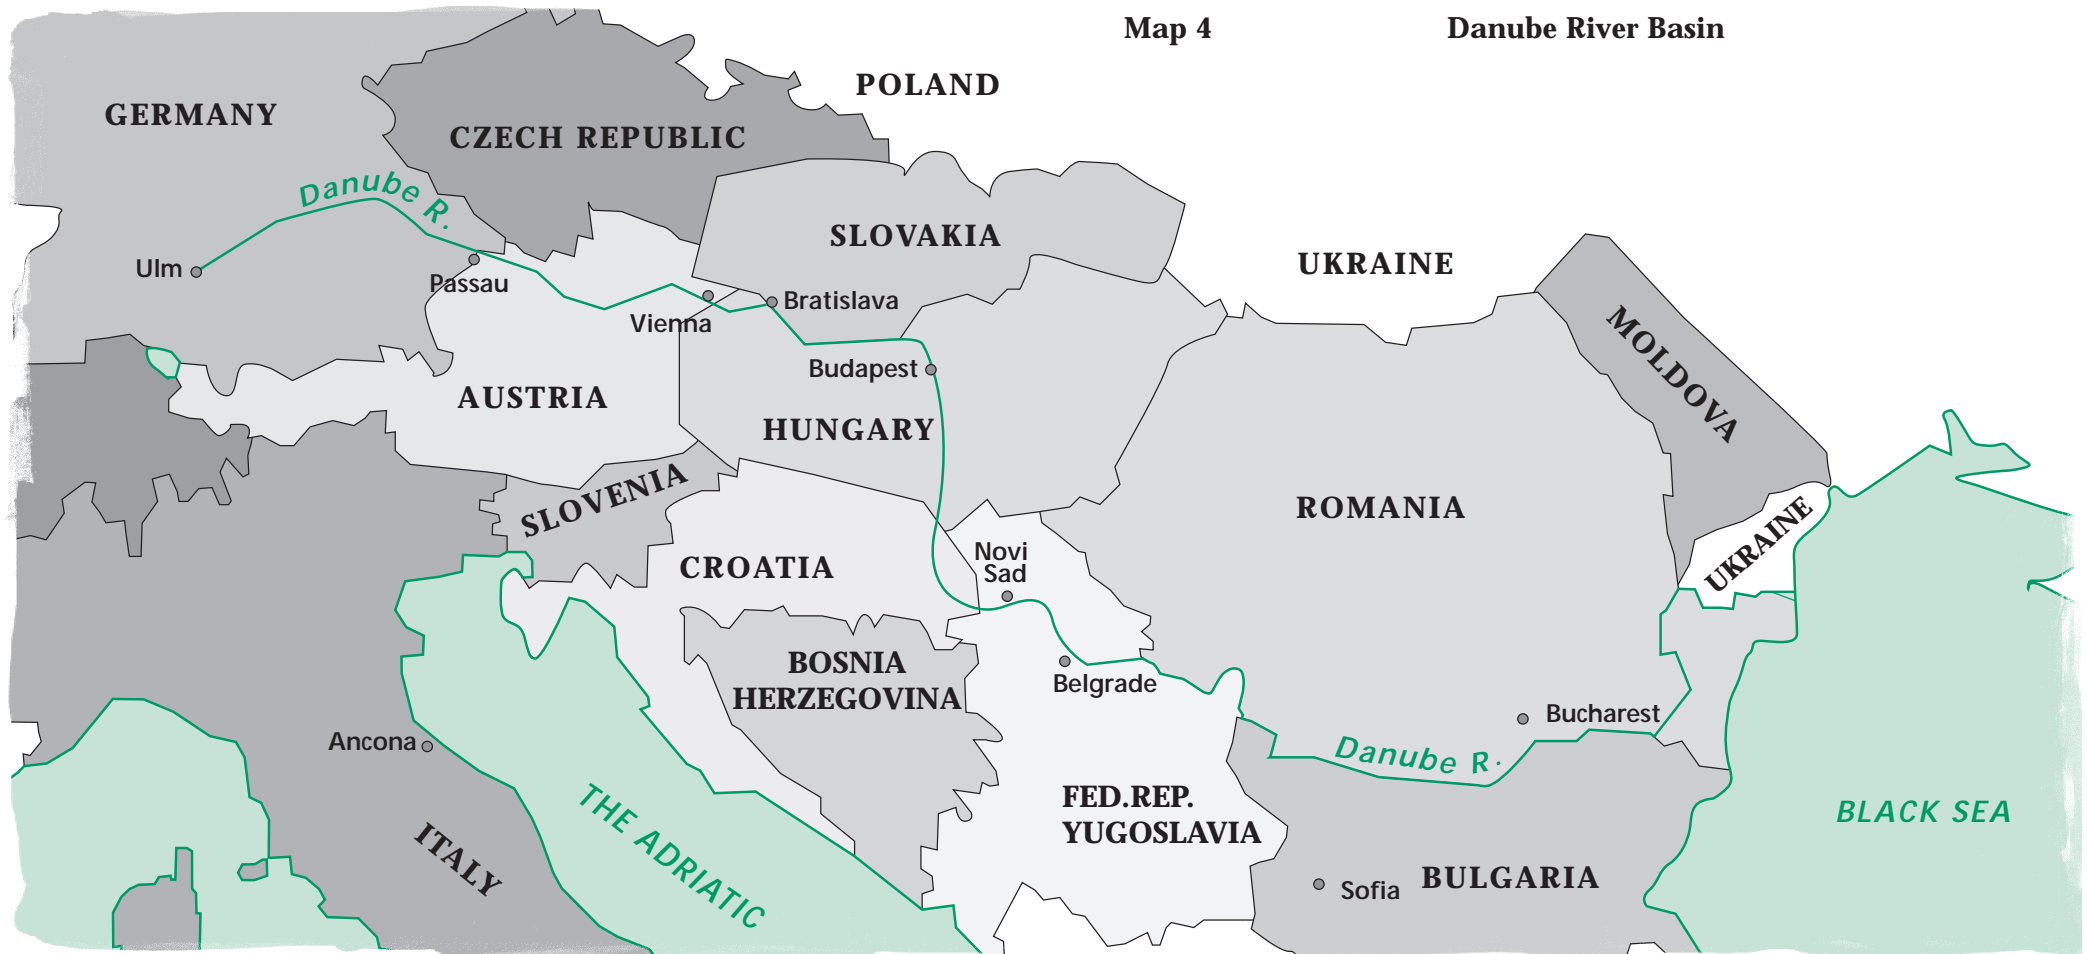 Map 4
Danube River Basin
POLAND
GERMANY
CZECH REPUBLIC
Danube R.
SLOVAKIA
UKRAINE
Ulm
Passau
Bratislava
Vienna
MOLDOVA
Budapest
AUSTRIA
HUNGARY
SLOVENIA
ROMANIA
UKRAINE
CROATIA
Novi
Sad
BOSNIA
HERZEGOVINA
Belgrade
Bucharest
Ancona
Danube R.
THE ADRIATIC
FED.REP.
YUGOSLAVIA
BLACK SEA
ITALY
Sofia
BULGARIA